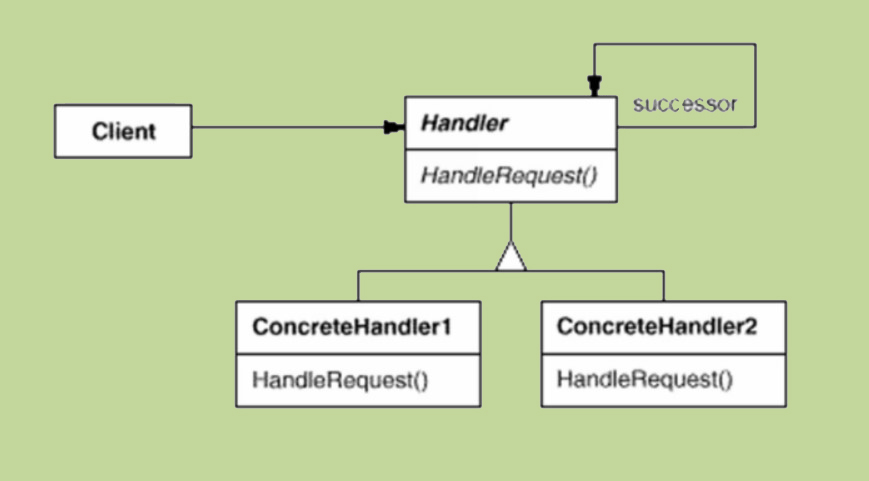 successor
Client
Handler
HandleRequest()
ConcreteHandler1
ConcreteHandler2
HandleRequest()
HandleRequest()